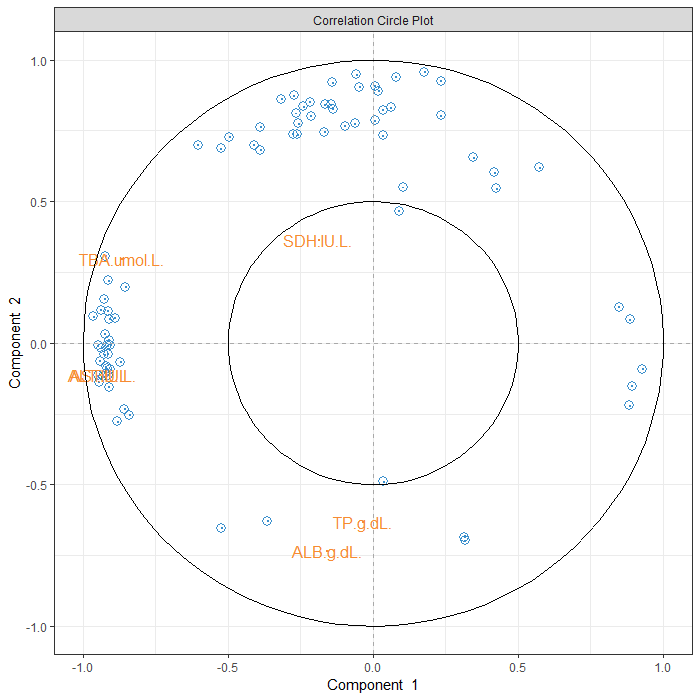 Correlation Circle Plot
1.0
0.5
SDH.IU.L.
TBA.umol.L.
0.0
-0.5
TP.g.dL.
ALB.g.dL.
-1.0
-1.0 -0.5 0.0 0.5 1.0
Component 1
Component 2